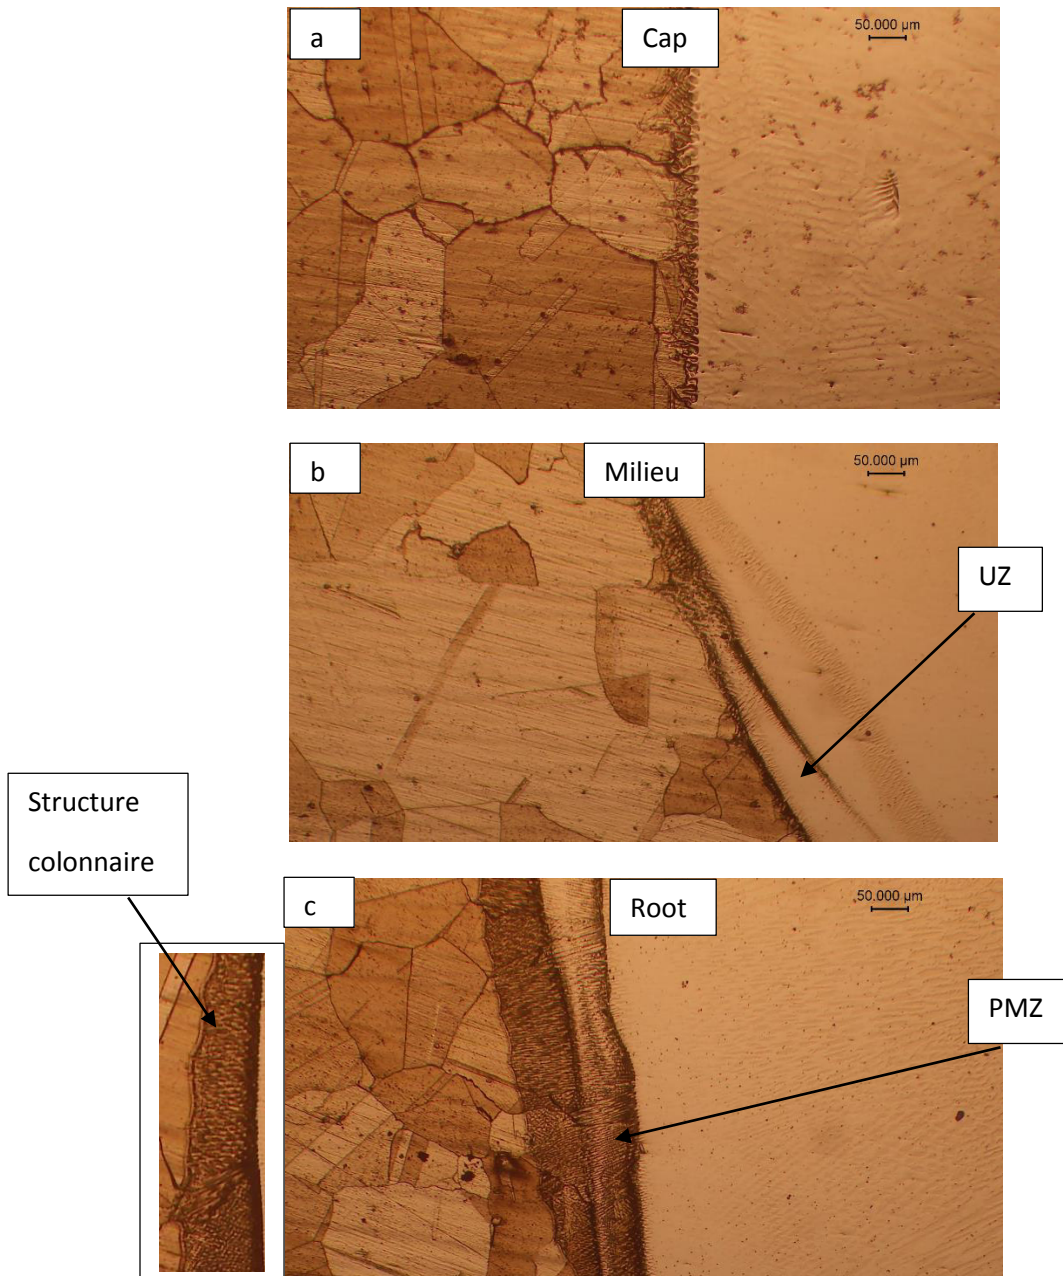 a
Cap
50.000 µm
b
Milieu
50.000 µm
UZ
Structure
colonnaire
c
Root
50.000 µm
PMZ